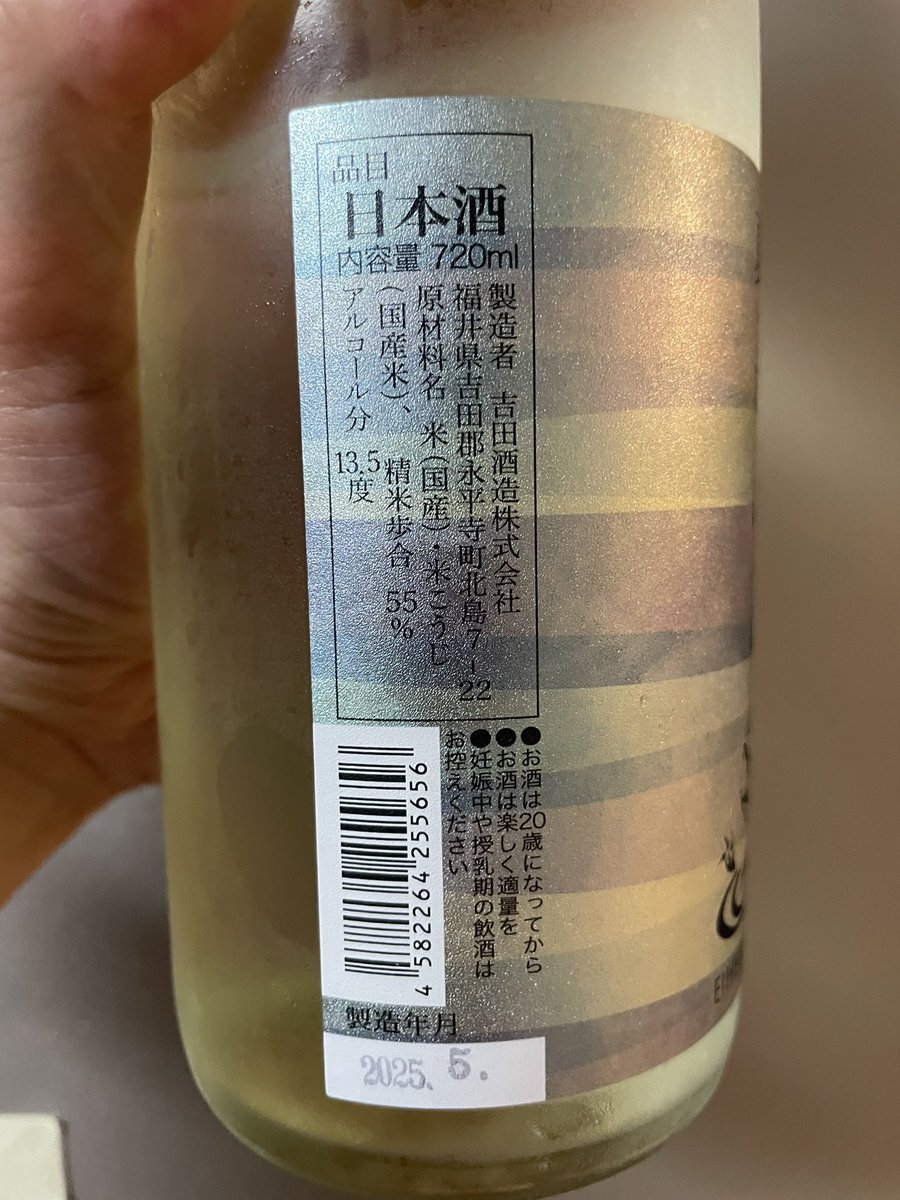 品目
日本酒
内容量 720ml
製造者 吉田酒造株式会社
福井県吉田郡永平寺町北島7-22
原材料名 米(国産)・米こうじ
(国産米)、 精米歩合 55%
アルコール分 13.5度
●お酒は20歳になってから
●お酒は楽しく適量を
●妊娠中や授乳期の飲酒は
お控えください
4 582264 255656
製造年月
2025. 5.